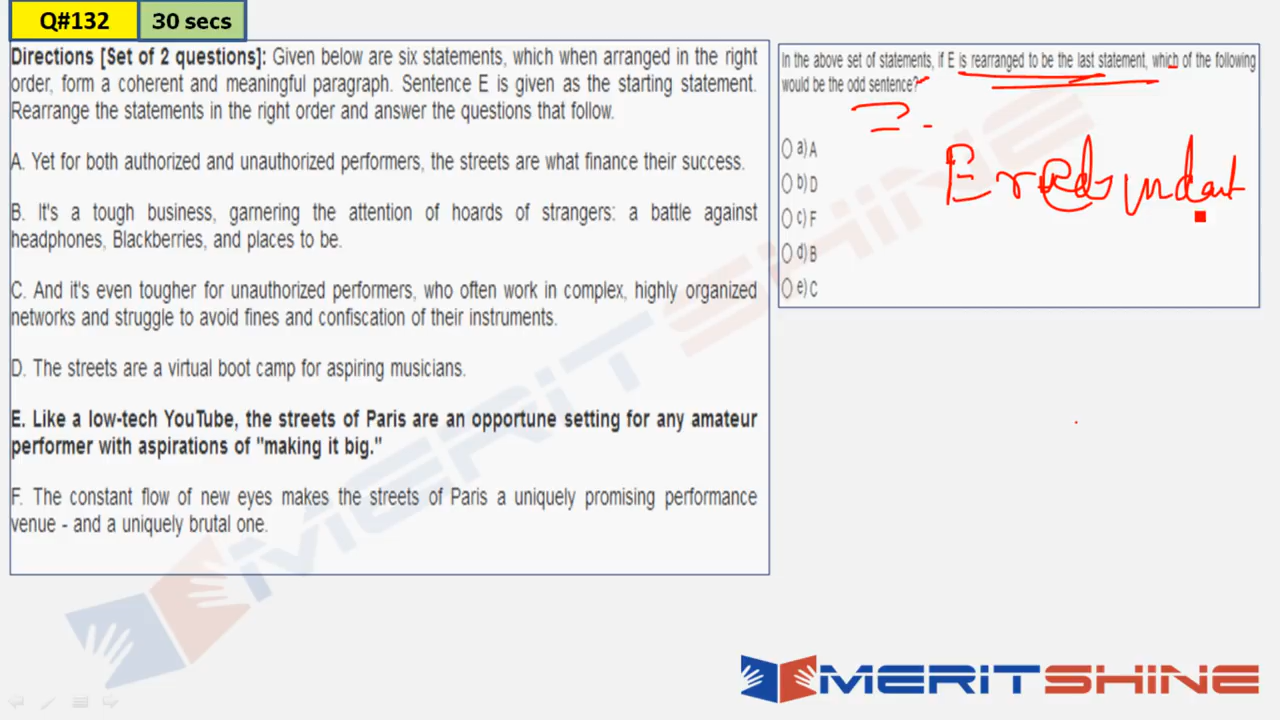 Q#132
30 secs
Directions [Set of 2 questions]: Given below are six statements, which when arranged in the right
order, form a coherent and meaningful paragraph. Sentence E is given as the starting statement.
Rearrange the statements in the right order and answer the questions that follow.
A. Yet for both authorized and unauthorized performers, the streets are what finance their success.
B. It's a tough business, garnering the attention of hoards of strangers: a battle against
headphones, Blackberries, and places to be.
C. And it's even tougher for unauthorized performers, who often work in complex, highly organized
networks and struggle to avoid fines and confiscation of their instruments.
D. The streets are a virtual boot camp for aspiring musicians.
E. Like a low-tech YouTube, the streets of Paris are an opportune setting for any amateur
performer with aspirations of "making it big."
F. The constant flow of new eyes makes the streets of Paris a uniquely promising performance
venue - and a uniquely brutal one.
In the above set of statements, if E is rearranged to be the last statement, which of the following
would be the odd sentence?
a) A
b) D
c) F
d) B
e) C
E redundant
MERITSHINE
MERITSHINE